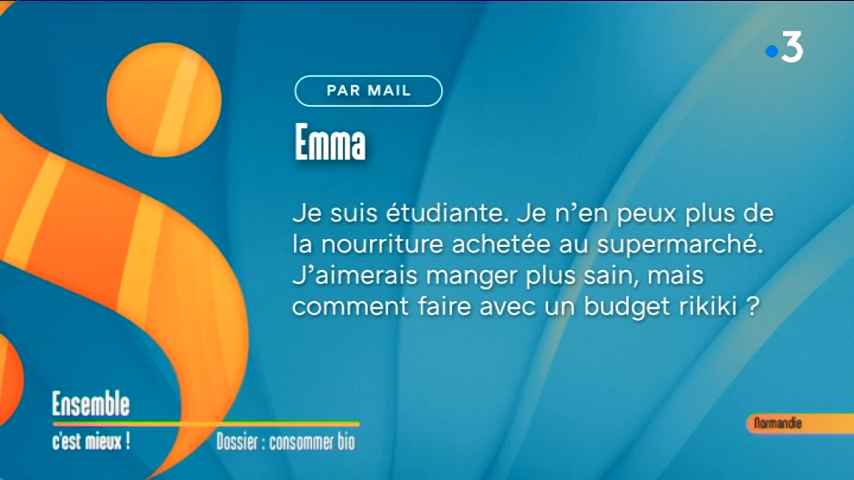 3
PAR MAIL
Emma
Je suis étudiante. Je n'en peux plus de
la nourriture achetée au supermarché.
J'aimerais manger plus sain, mais
comment faire avec un budget rikiki ?
Ensemble
c'est mieux !
Dossier : consommer bio
Normandie